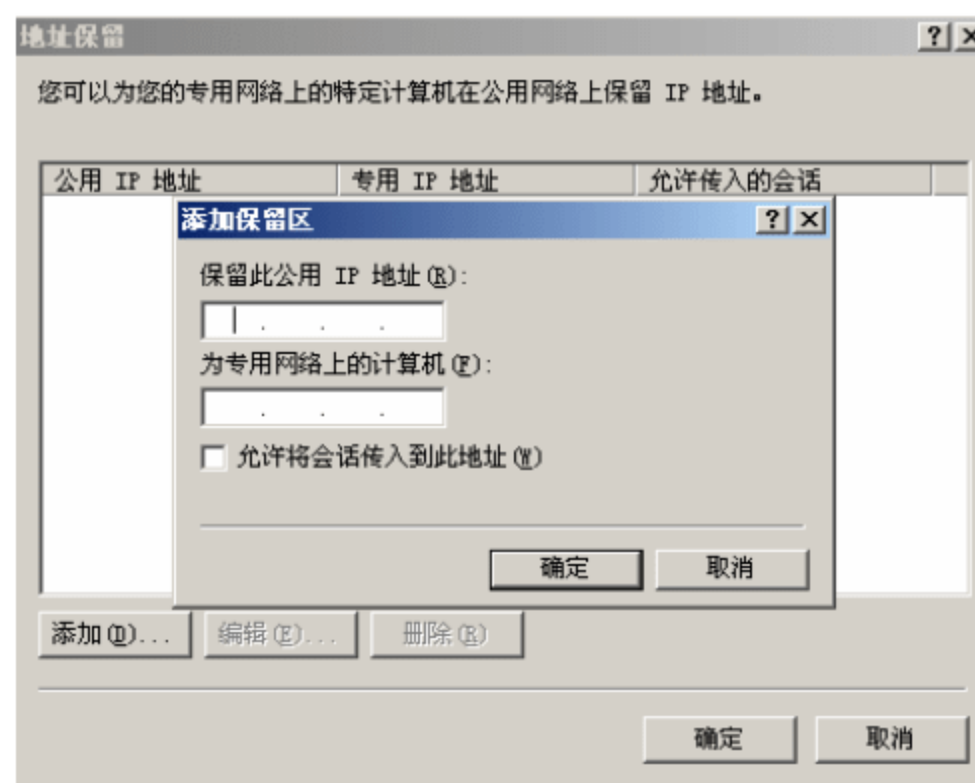 地址保留
您可以为您的专用网络上的特定计算机在公用网络上保留 IP 地址。
公用 IP 地址 专用 IP 地址 允许传入的会话
添加保留区
保留此公用 IP 地址(R):
. . .
为专用网络上的计算机(F):
. . .
允许将会话传入到此地址(W)
确定 取消
添加(D)... 编辑(E)... 删除(R)
确定 取消